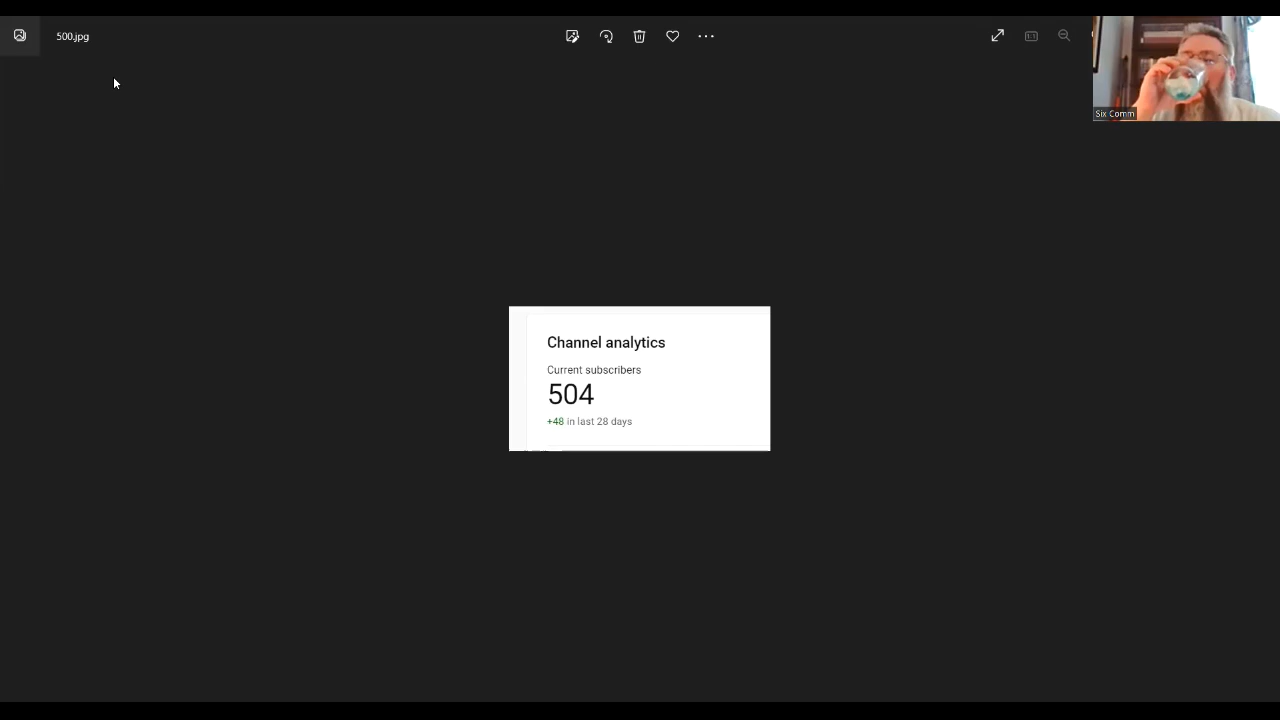 500.jpg
Six Comm
Channel analytics
Current subscribers
504
+48 in last 28 days